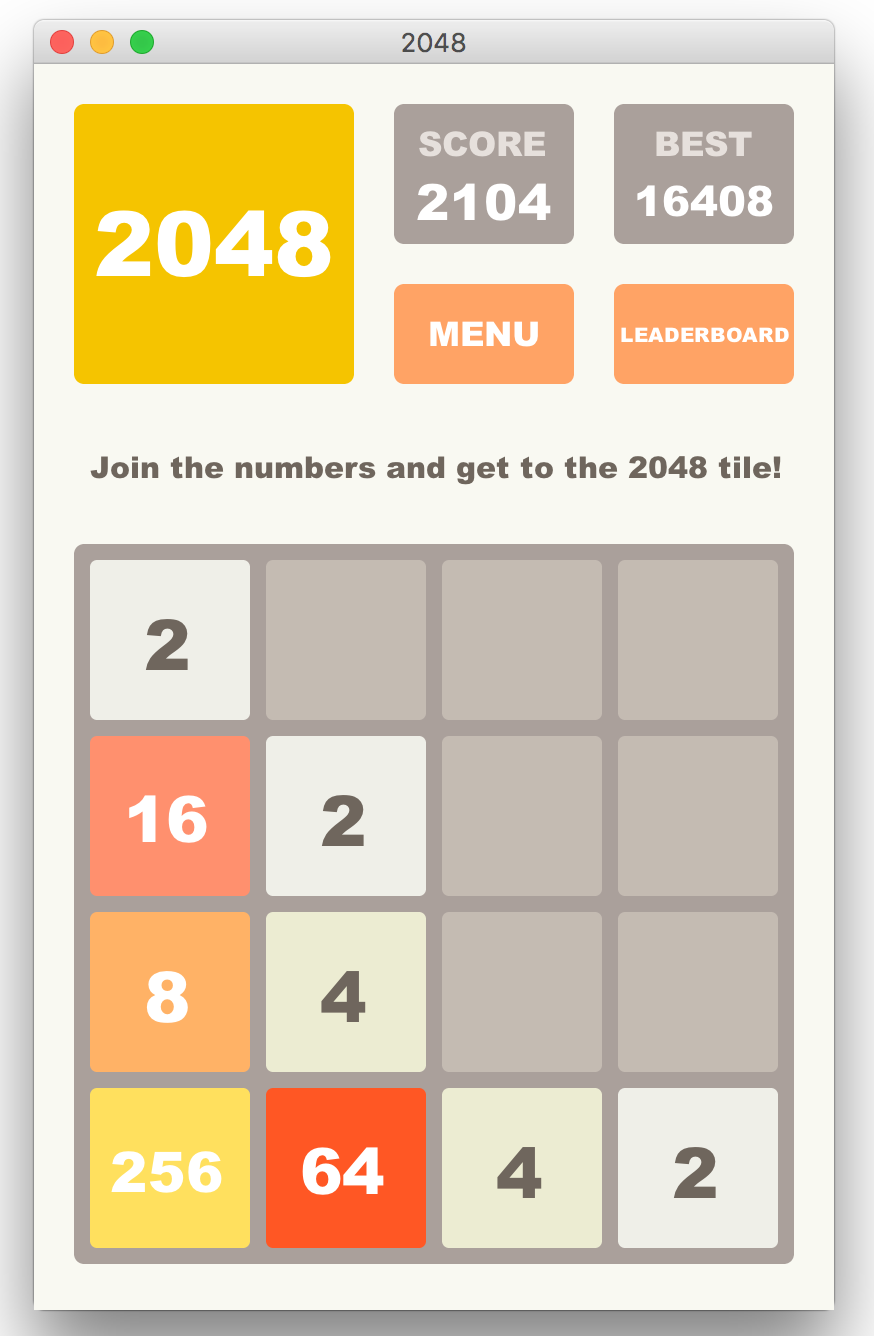 2048
2048
SCORE
2104
BEST
16408
MENU
LEADERBOARD
Join the numbers and get to the 2048 tile!
2
16 2
8 4
256 64 4 2